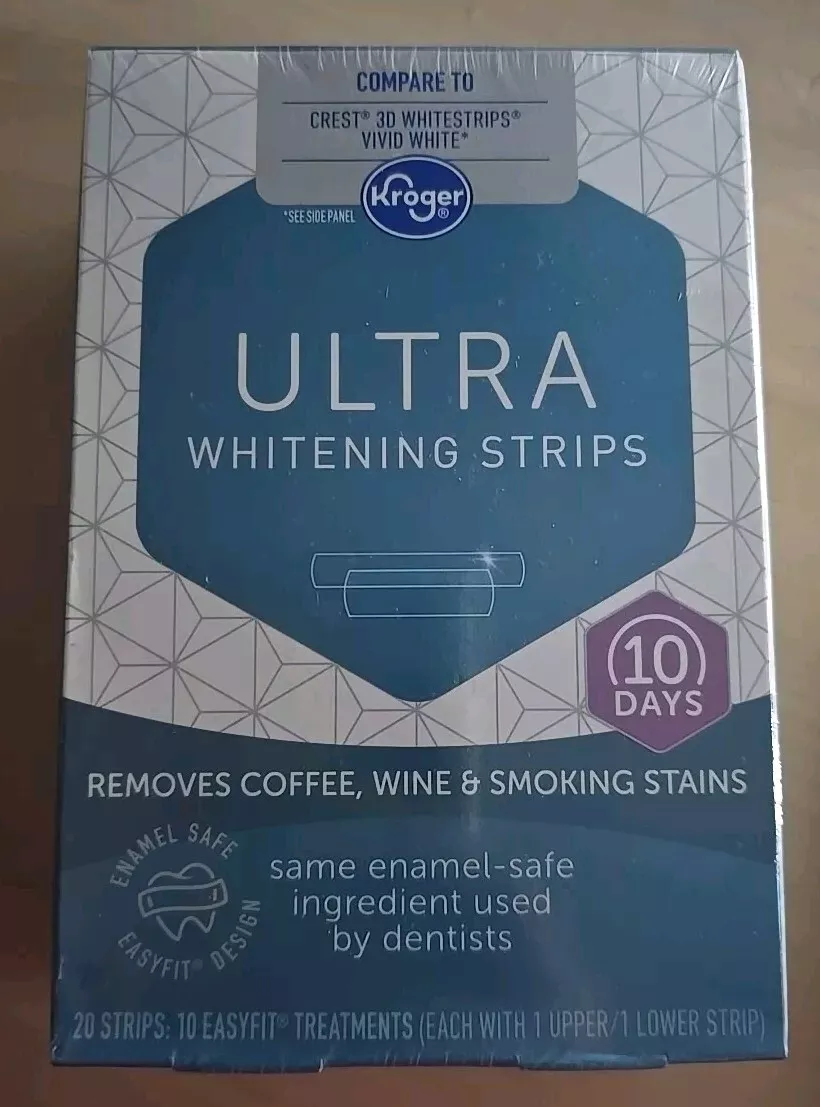 COMPARE TO
CREST® 3D WHITESTRIPS®
VIVID WHITE*
Kroger®
*SEE SIDE PANEL
ULTRA
WHITENING STRIPS
10
DAYS
REMOVES COFFEE, WINE & SMOKING STAINS
ENAMEL SAFE
EASYFIT® DESIGN
same enamel-safe
ingredient used
by dentists
20 STRIPS: 10 EASYFIT® TREATMENTS (EACH WITH 1 UPPER/1 LOWER STRIP)